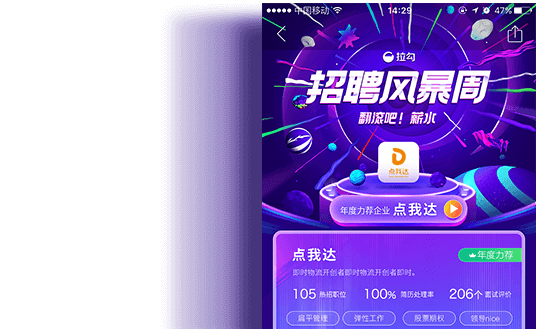 中国移动 14:29 47%
拉勾
招聘风暴周
翻滚吧！薪水
点我达
年度力荐企业 点我达
点我达
年度力荐
即时物流开创者即时物流开创者即时。
105 热招职位 100% 简历处理率 206个 面试评价
扁平管理 弹性工作 股票期权 领导nice